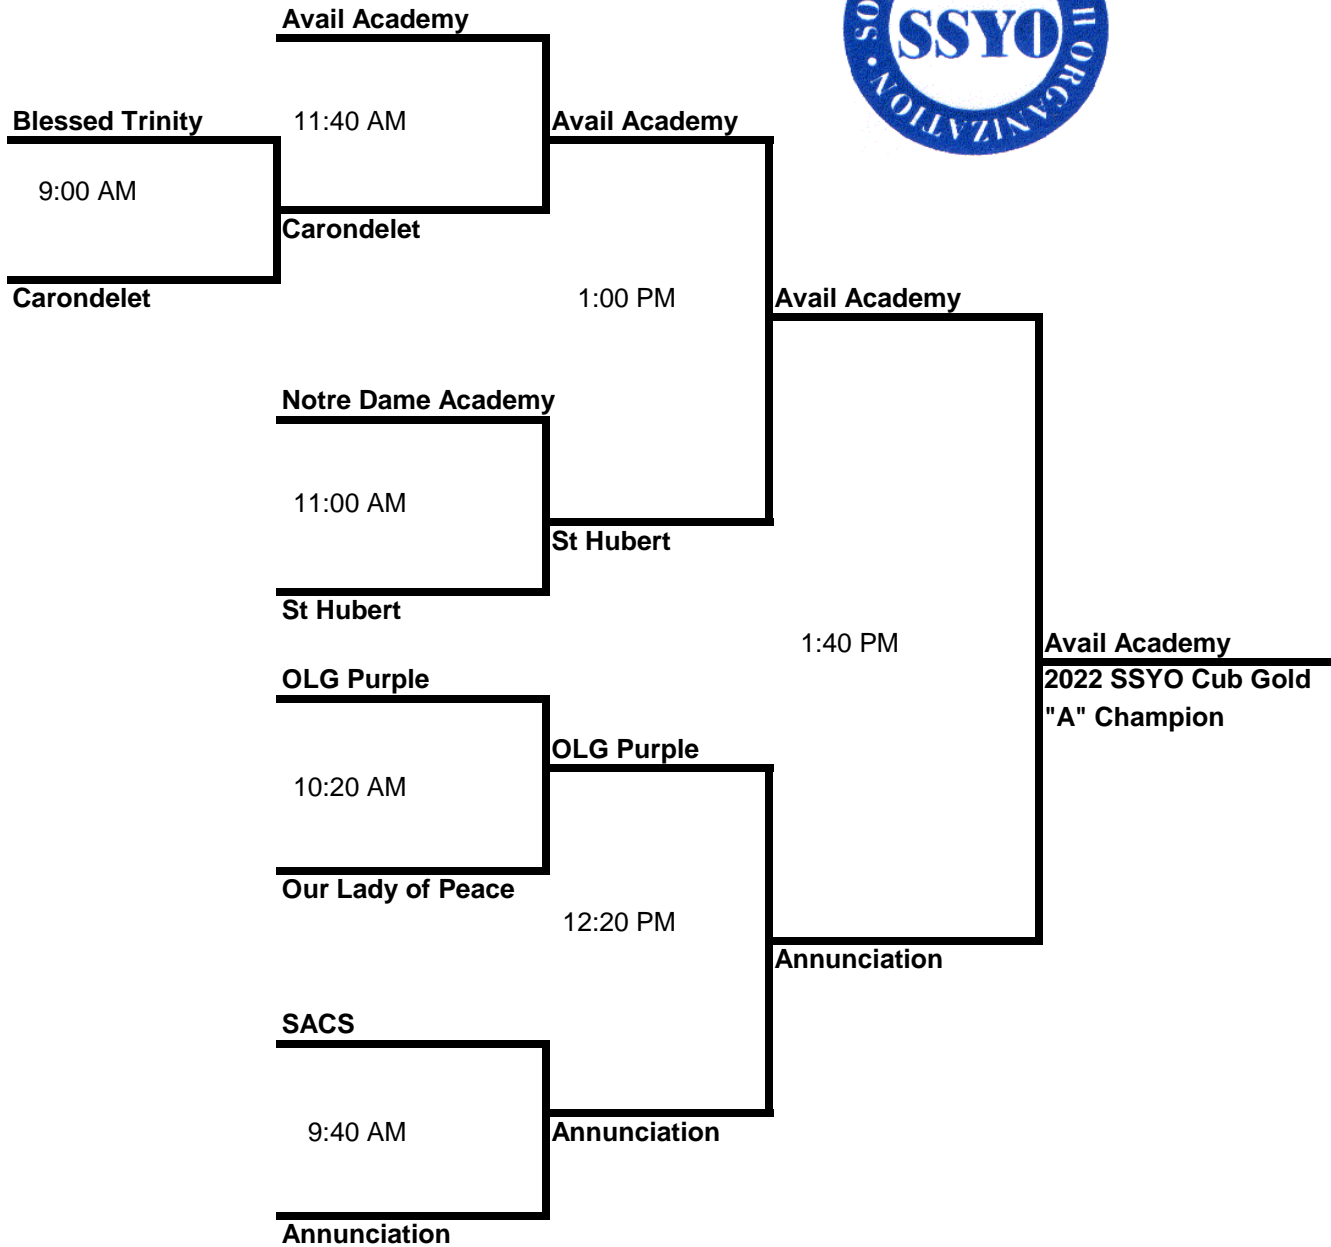 Avail Academy
SSYO
ORGANIZATION
Blessed Trinity
11:40 AM
Avail Academy
9:00 AM
Carondelet
Carondelet
1:00 PM
Avail Academy
Notre Dame Academy
11:00 AM
St Hubert
St Hubert
1:40 PM
Avail Academy
OLG Purple
2022 SSYO Cub Gold
"A" Champion
OLG Purple
10:20 AM
Our Lady of Peace
12:20 PM
Annunciation
SACS
9:40 AM
Annunciation
Annunciation